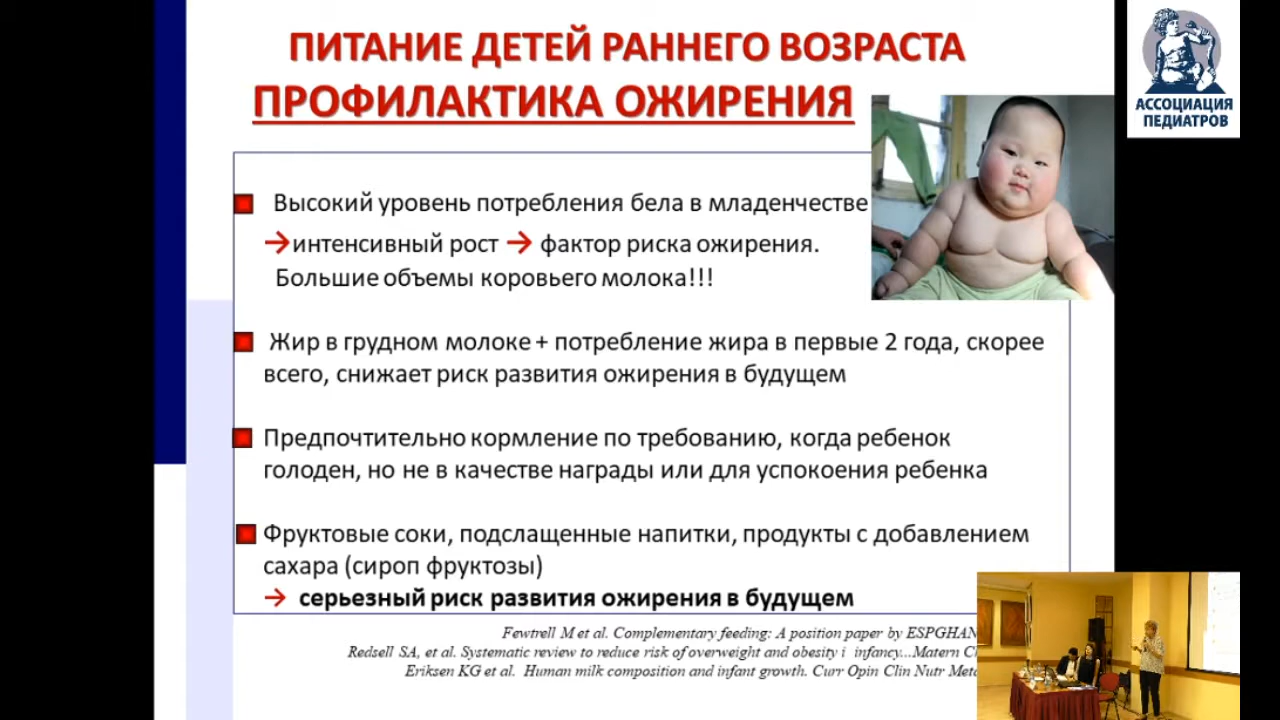 ПИТАНИЕ ДЕТЕЙ РАННЕГО ВОЗРАСТА
ПРОФИЛАКТИКА ОЖИРЕНИЯ
АССОЦИАЦИЯ
ПЕДИАТРОВ
Высокий уровень потребления бела в младенчестве
→интенсивный рост → фактор риска ожирения.
Большие объемы коровьего молока!!!
Жир в грудном молоке + потребление жира в первые 2 года, скорее
всего, снижает риск развития ожирения в будущем
Предпочтительно кормление по требованию, когда ребенок
голоден, но не в качестве награды или для успокоения ребенка
Фруктовые соки, подслащенные напитки, продукты с добавлением
сахара (сироп фруктозы)
→ серьезный риск развития ожирения в будущем
Fewtrell M et al. Complementary feeding: A position paper by ESPGHAN
Redsell SA, et al. Systematic review to reduce risk of overweight and obesity i infancy...Matern C
Eriksen KG et al. Human milk composition and infant growth. Curr Opin Clin Nutr Meta